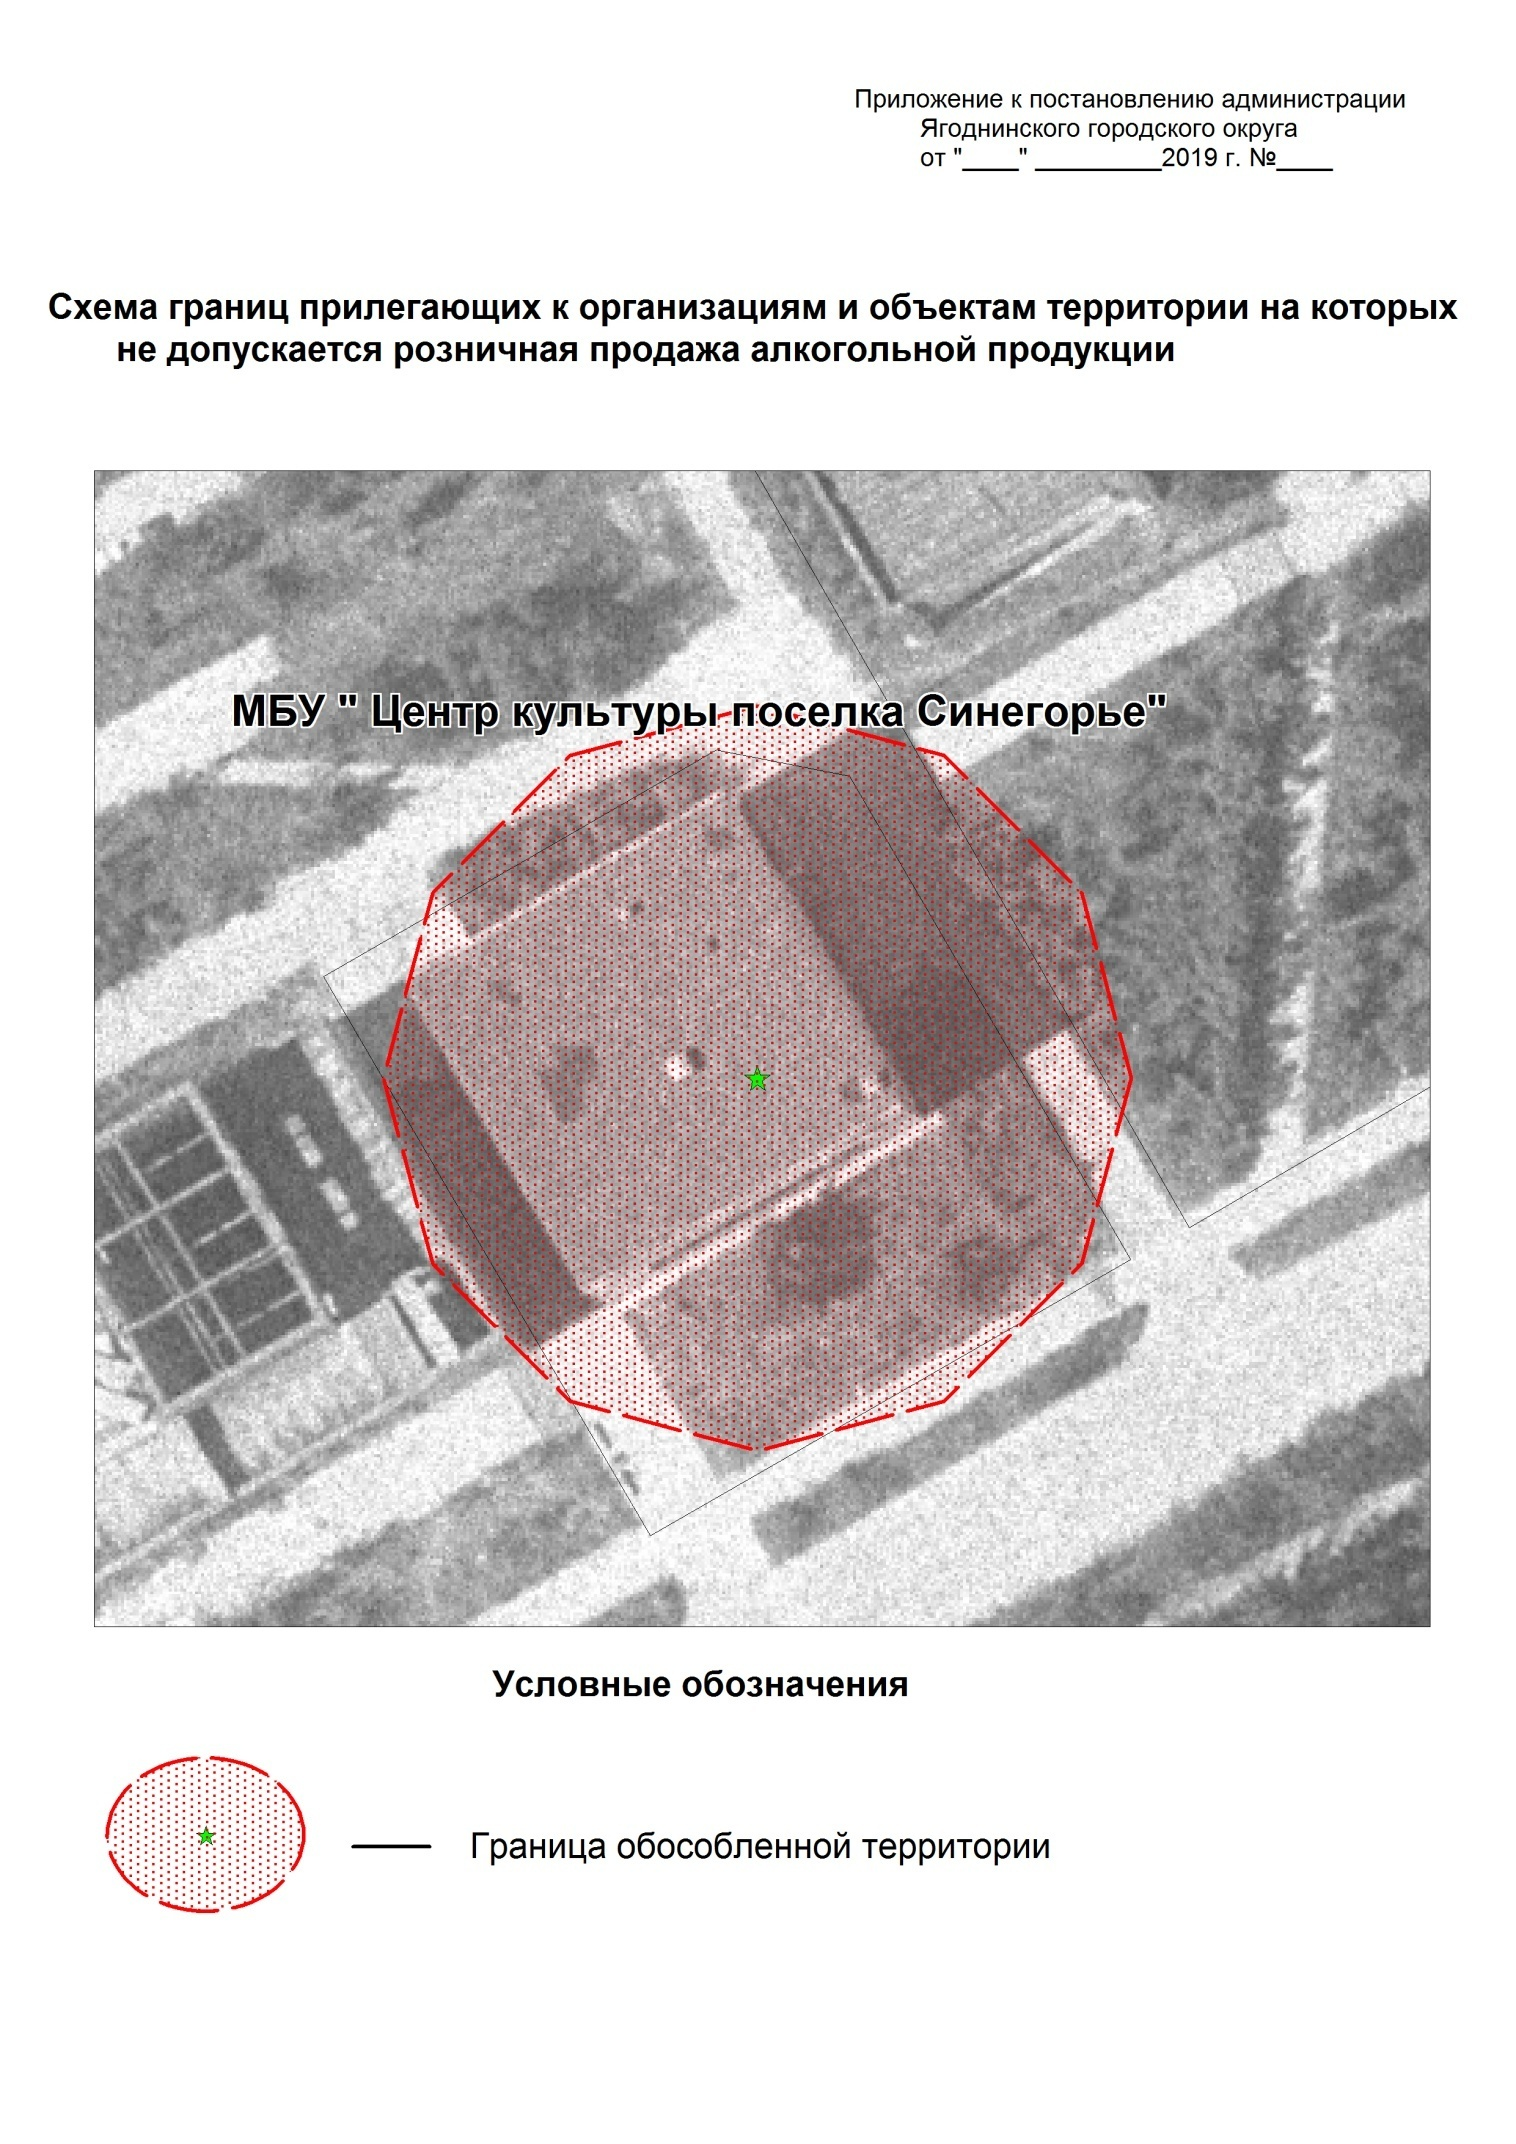 Приложение к постановлению администрации
Ягоднинского городского округа
от "____" _________2019 г. №____
Схема границ прилегающих к организациям и объектам территории на которых
не допускается розничная продажа алкогольной продукции
МБУ " Центр культуры поселка Синегорье"
Условные обозначения
Граница обособленной территории